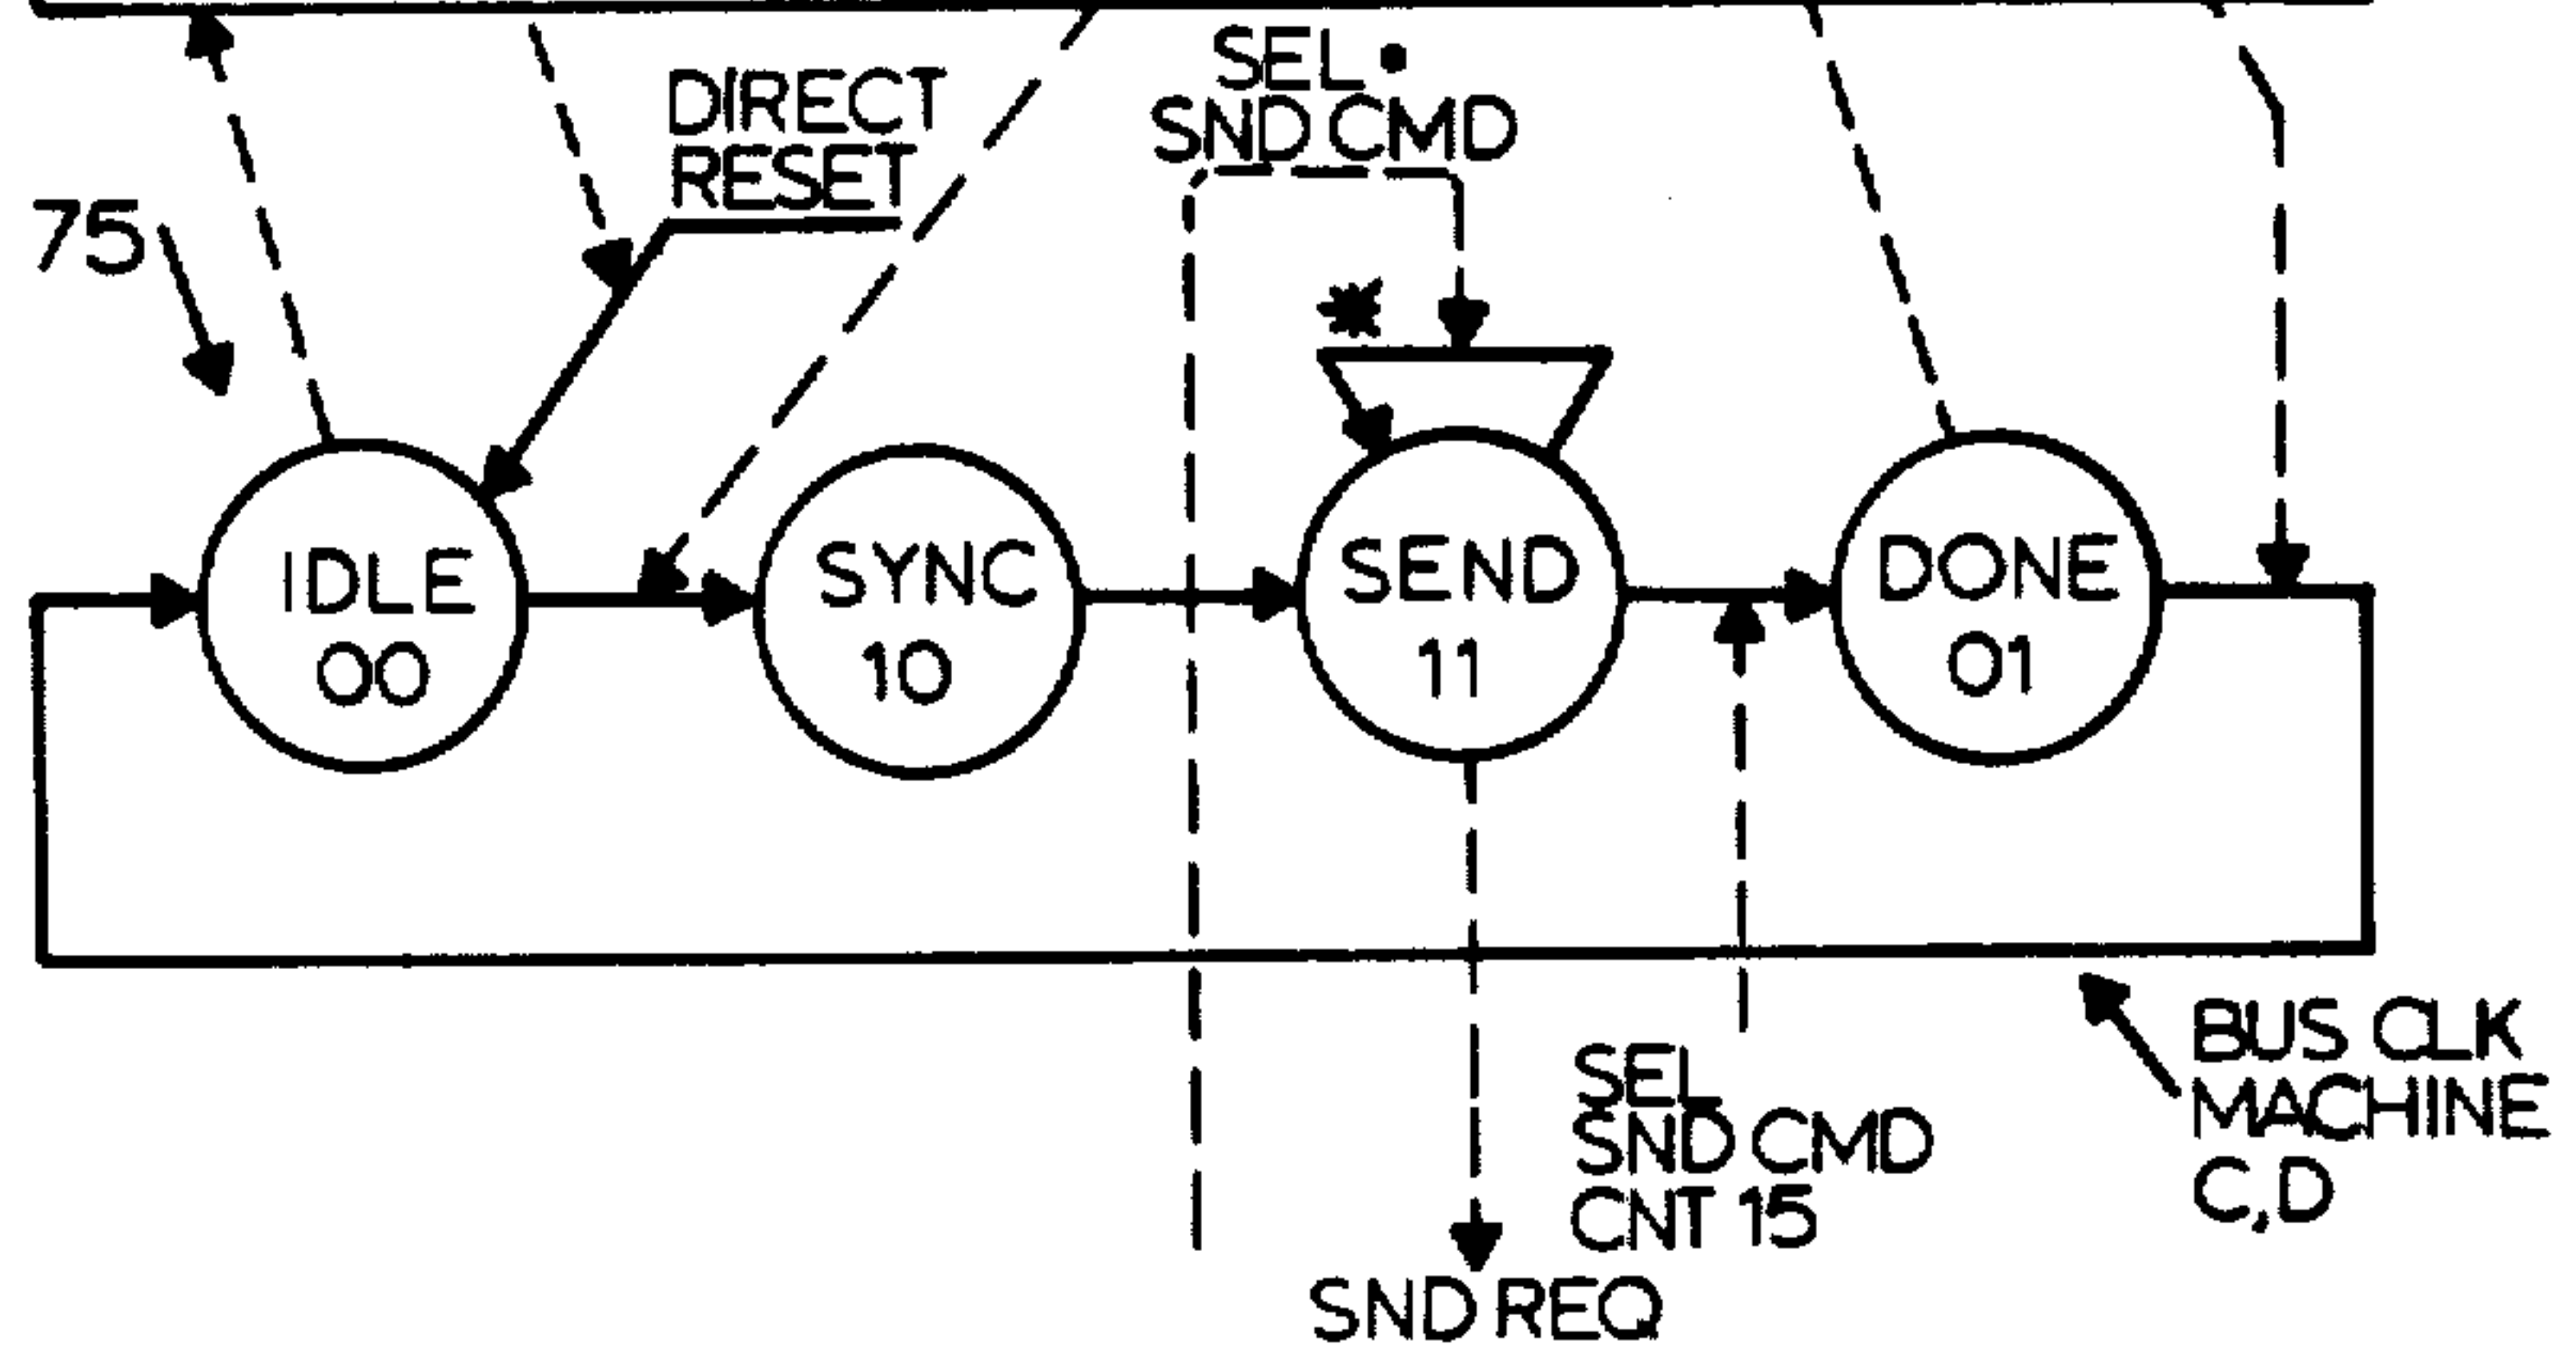 SEL •
SND CMD
DIRECT
RESET
75
*
IDLE
00
SYNC
10
SEND
11
DONE
01
SEL
SND CMD
CNT 15
BUS CLK
MACHINE
C,D
SND REQ